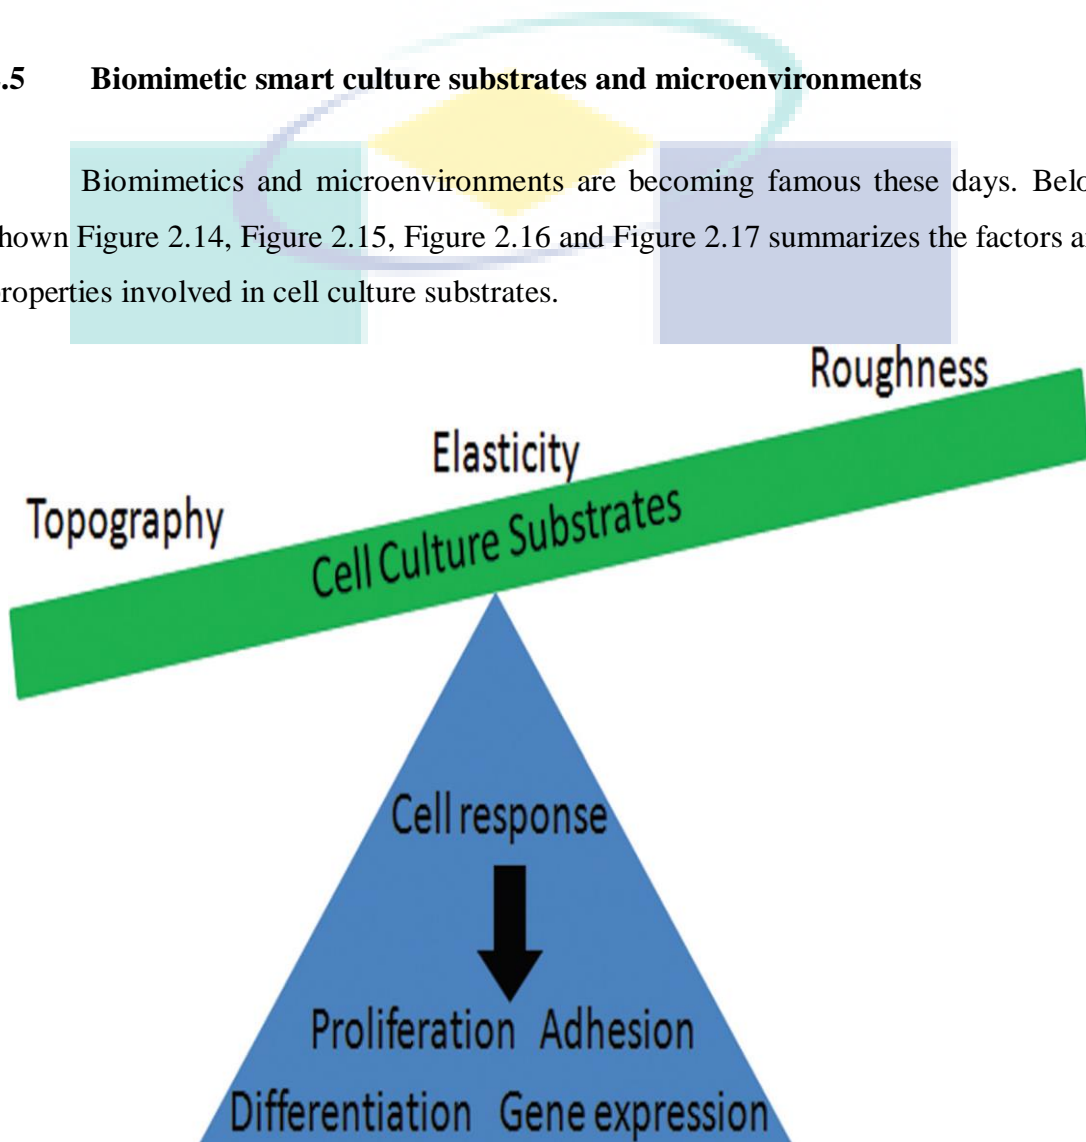 .5 Biomimetic smart culture substrates and microenvironments
Biomimetics and microenvironments are becoming famous these days. Belo
hown Figure 2.14, Figure 2.15, Figure 2.16 and Figure 2.17 summarizes the factors a
roperties involved in cell culture substrates.
Roughness
Elasticity
Topography
Cell Culture Substrates
Cell response
Proliferation Adhesion
Differentiation Gene expression